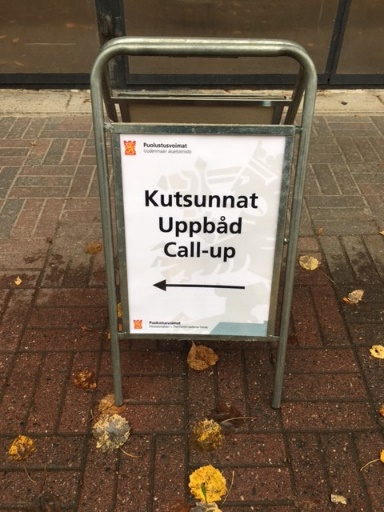 Puolustusvoimat
Uudenmaan aluetoimisto
Kutsunnat
Uppbåd
Call-up
Puolustusvoimat